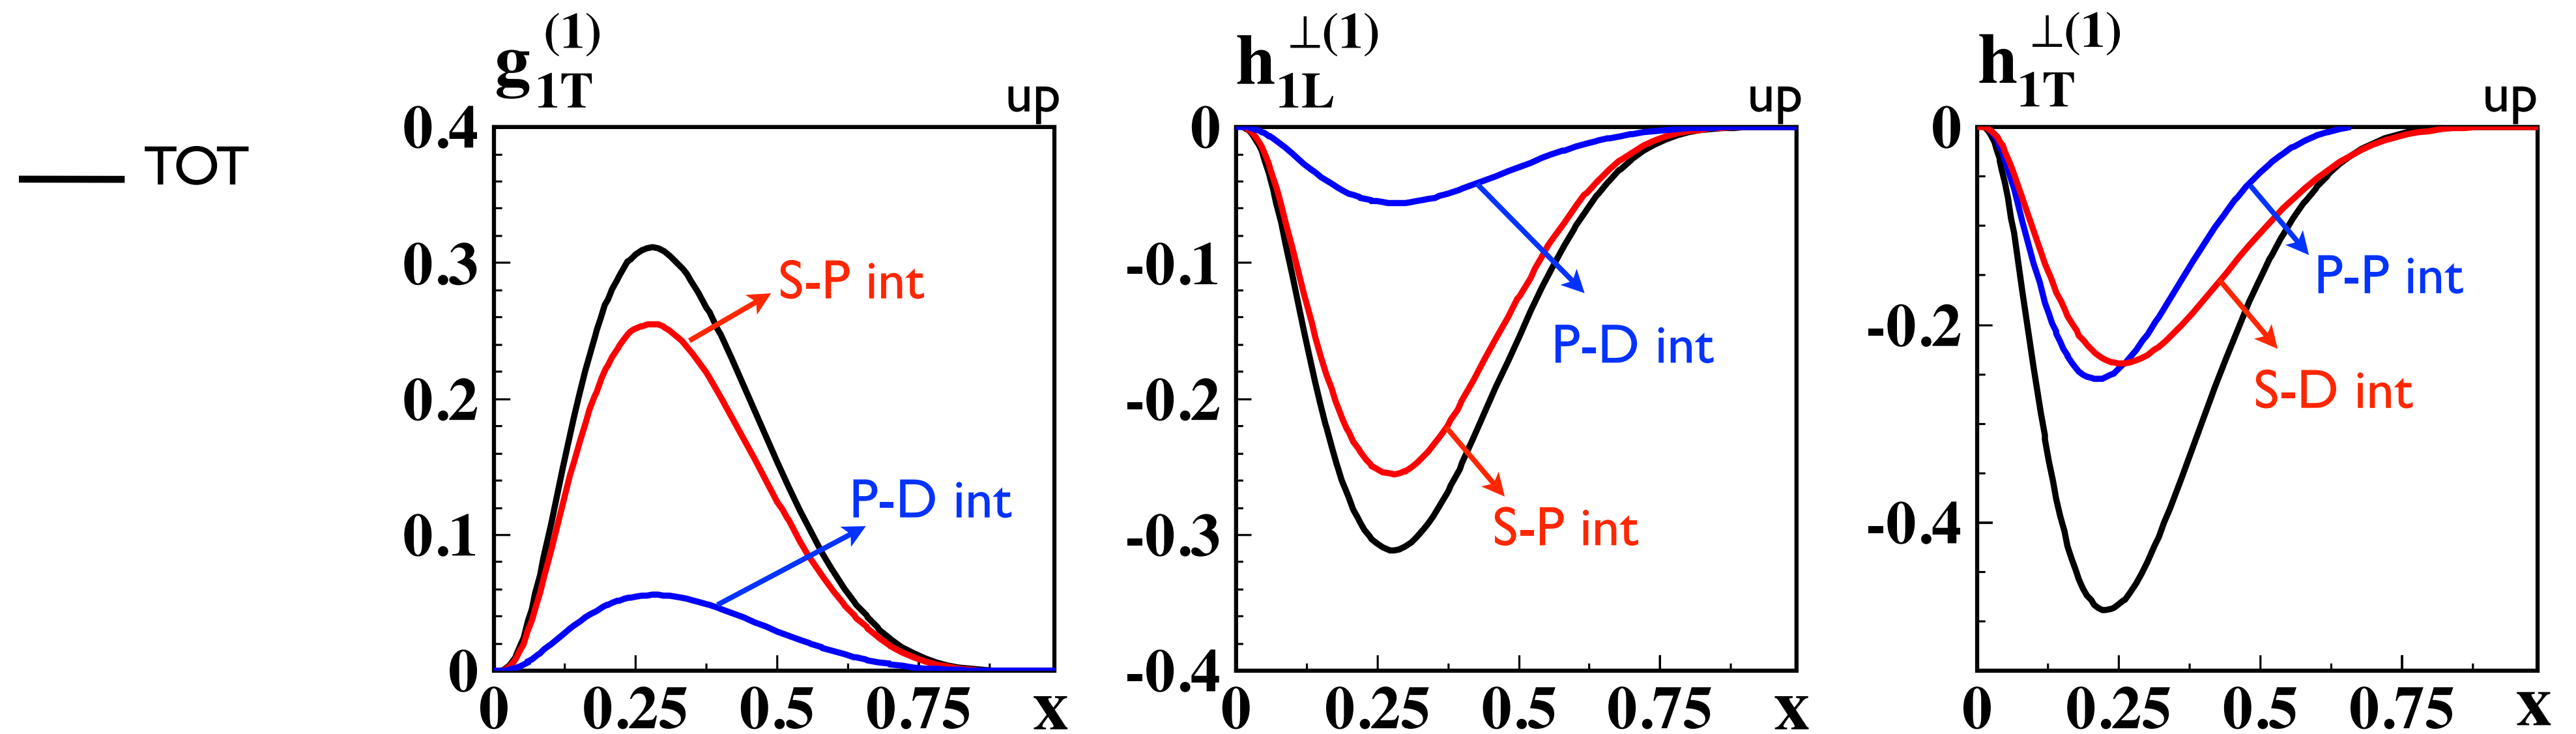 TOT
g 1T (1)
up
0.4
0.3
0.2
0.1
0
0 0.25 0.5 0.75 x
S-P int
P-D int
h 1L ⊥(1)
up
0
-0.1
-0.2
-0.3
-0.4
0 0.25 0.5 0.75 x
P-D int
S-P int
h 1T ⊥(1)
up
0
-0.2
-0.4
0 0.25 0.5 0.75 x
P-P int
S-D int